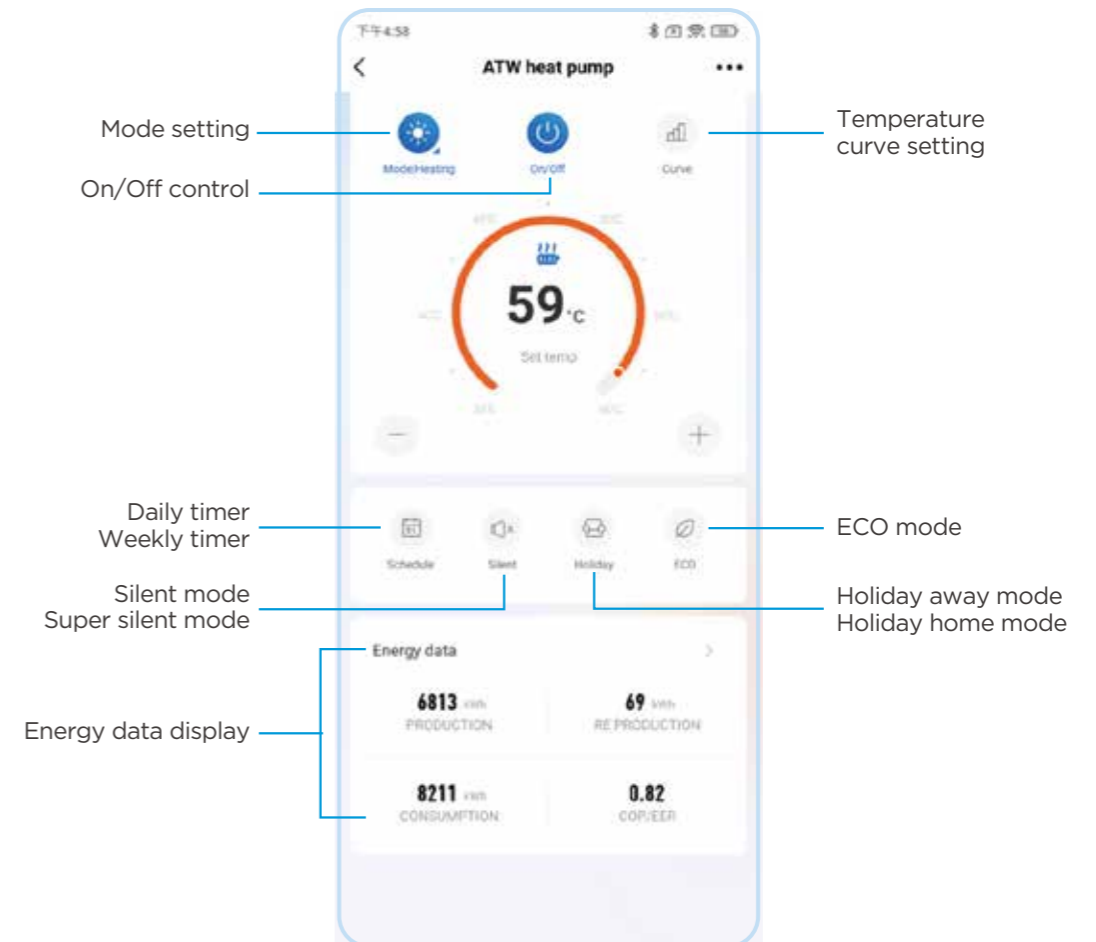 下午4:58
ATW heat pump
Mode setting
Temperature
curve setting
Mode:Heating
On/Off
Curve
On/Off control
59°C
Set temp
Daily timer
Weekly timer
ECO mode
Schedule
Silent
Holiday
ECO
Silent mode
Super silent mode
Holiday away mode
Holiday home mode
Energy data
6813 kWh
69 kWh
PRODUCTION
RE PRODUCTION
Energy data display
8211 kWh
0.82
CONSUMPTION
COP/EER